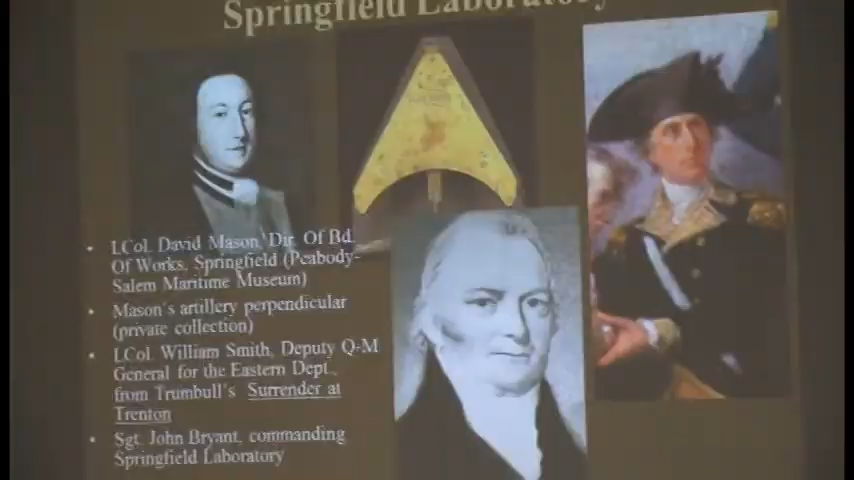 Springfield Laboratory
• LCol. David Mason, Dir. Of Bd.
Of Works, Springfield (Peabody-
Salem Maritime Museum)
• Mason's artillery perpendicular
(private collection)
• LCol. William Smith, Deputy Q-M
General for the Eastern Dept.,
from Trumbull's Surrender at
Trenton
• Sgt. John Bryant, commanding
Springfield Laboratory